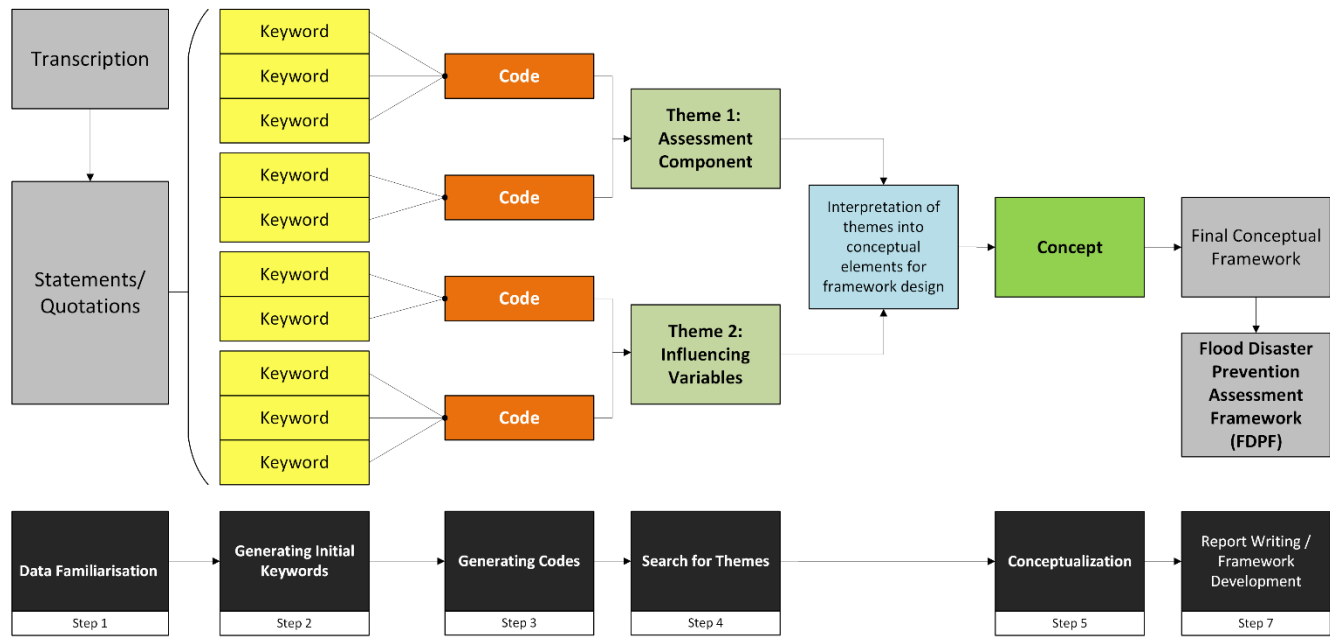 Transcription
Statements/
Quotations
Keyword
Keyword
Keyword
Keyword
Keyword
Keyword
Keyword
Keyword
Keyword
Keyword
Code
Code
Code
Code
Theme 1:
Assessment
Component
Theme 2:
Influencing
Variables
Interpretation of
themes into
conceptual
elements for
framework design
Concept
Final Conceptual
Framework
Flood Disaster
Prevention
Assessment
Framework
(FDPF)
Data Familiarisation
Step 1
Generating Initial
Keywords
Step 2
Generating Codes
Step 3
Search for Themes
Step 4
Conceptualization
Step 5
Report Writing /
Framework
Development
Step 7